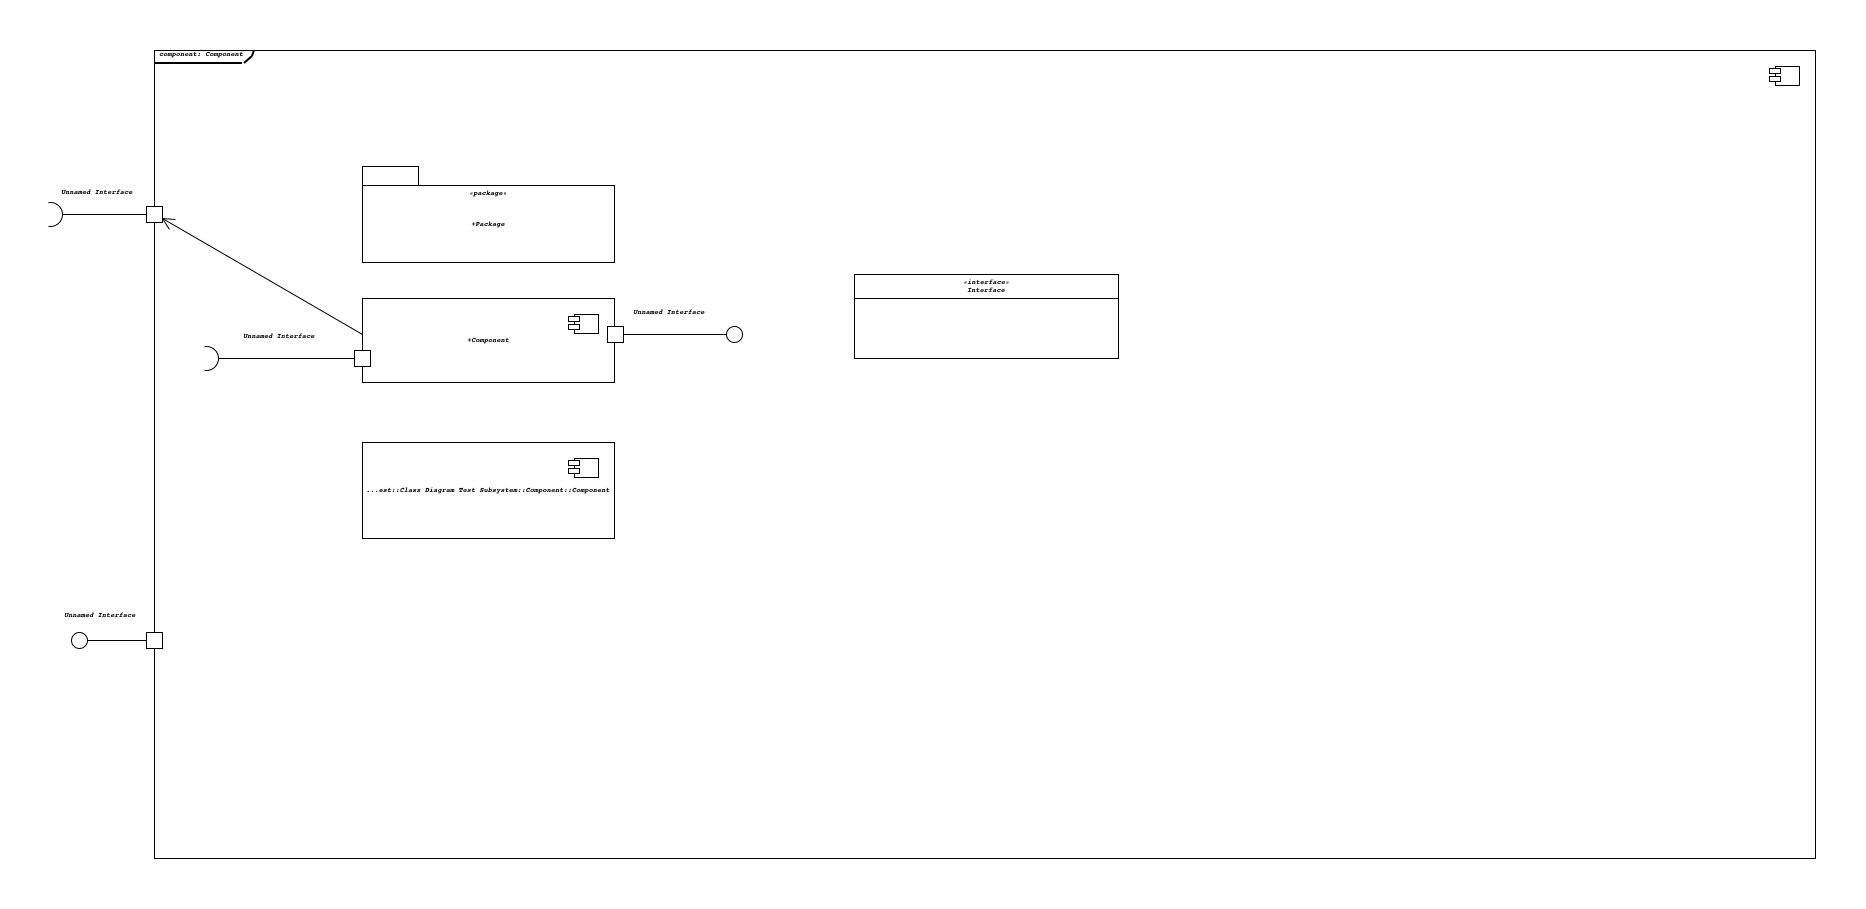 component: Component
Unnamed Interface
«package»
+Package
«interface»
Interface
Unnamed Interface
Unnamed Interface
+Component
...est::Class Diagram Test Subsystem::Component::Component
Unnamed Interface